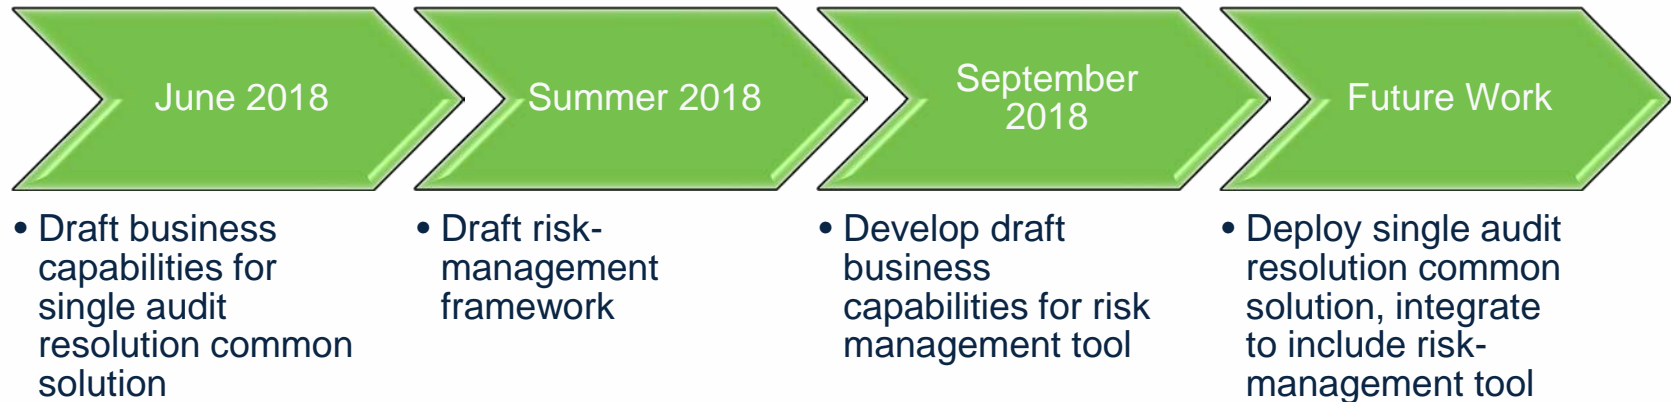 June 2018
• Draft business
capabilities for
single audit
resolution common
solution
Summer 2018
• Draft risk-
management
framework
September
2018
• Develop draft
business
capabilities for risk
management tool
Future Work
• Deploy single audit
resolution common
solution, integrate
to include risk-
management tool